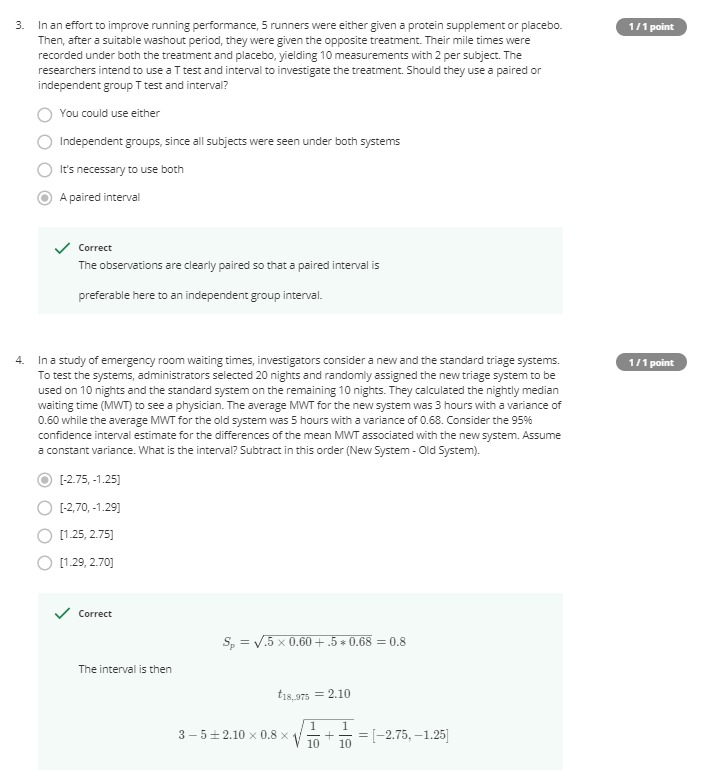 3. In an effort to improve running performance, 5 runners were either given a protein supplement or placebo.
1 / 1 point
Then, after a suitable washout period, they were given the opposite treatment. Their mile times were
recorded under both the treatment and placebo, yielding 10 measurements with 2 per subject. The
researchers intend to use a T test and interval to investigate the treatment. Should they use a paired or
independent group T test and interval?
You could use either
Independent groups, since all subjects were seen under both systems
It's necessary to use both
A paired interval
Correct
The observations are clearly paired so that a paired interval is
preferable here to an independent group interval.
4. In a study of emergency room waiting times, investigators consider a new and the standard triage systems.
1 / 1 point
To test the systems, administrators selected 20 nights and randomly assigned the new triage system to be
used on 10 nights and the standard system on the remaining 10 nights. They calculated the nightly median
waiting time (MWT) to see a physician. The average MWT for the new system was 3 hours with a variance of
0.60 while the average MWT for the old system was 5 hours with a variance of 0.68. Consider the 95%
confidence interval estimate for the differences of the mean MWT associated with the new system. Assume
a constant variance. What is the interval? Subtract in this order (New System - Old System).
[-2.75, -1.25]
[-2,70, -1.29]
[1.25, 2.75]
[1.29, 2.70]
Correct
S_p = √.5 × 0.60 + .5 ∗ 0.68 = 0.8
The interval is then
t_18,.975 = 2.10
3 − 5 ± 2.10 × 0.8 × √1/10 + 1/10 = [−2.75, −1.25]